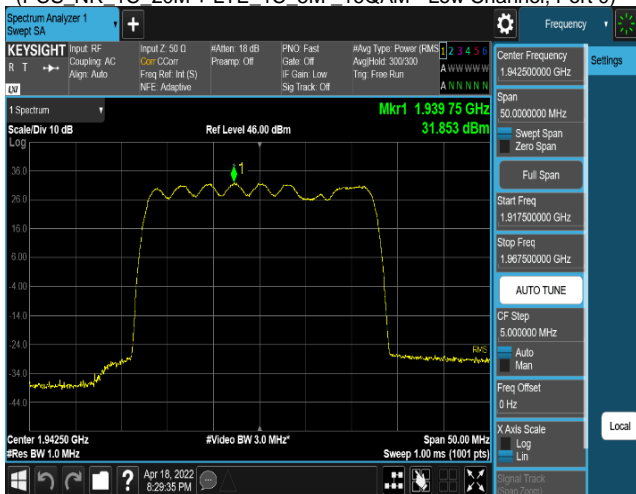 Spectrum Analyzer 1
Swept SA
+
Frequency
KEYSIGHT
R T
LXI
Input: RF
Coupling: AC
Align: Auto
Input Z: 50 Ω
Corr CCorr
Freq Ref: Int (S)
NFE: Adaptive
#Atten: 18 dB
Preamp: Off
PNO: Fast
Gate: Off
IF Gain: Low
Sig Track: Off
#Avg Type: Power (RMS
Avg|Hold: 300/300
Trig: Free Run
1 2 3 4 5 6
A W W W W W
A N N N N N
1 Spectrum
Scale/Div 10 dB
Log
Ref Level 46.00 dBm
Mkr1 1.939 75 GHz
31.853 dBm
1
36.0
26.0
16.0
6.00
-4.00
-14.0
-24.0
-34.0
-44.0
RMS
Center 1.94250 GHz
#Res BW 1.0 MHz
#Video BW 3.0 MHz*
Span 50.00 MHz
Sweep 1.00 ms (1001 pts)
Center Frequency
1.942500000 GHz
Span
50.0000000 MHz
Swept Span
Zero Span
Full Span
Start Freq
1.917500000 GHz
Stop Freq
1.967500000 GHz
AUTO TUNE
CF Step
5.000000 MHz
Auto
Man
Freq Offset
0 Hz
X Axis Scale
Log
Lin
Signal Track
(Span Zoom)
Settings
Local
?
Apr 18, 2022
8:29:35 PM